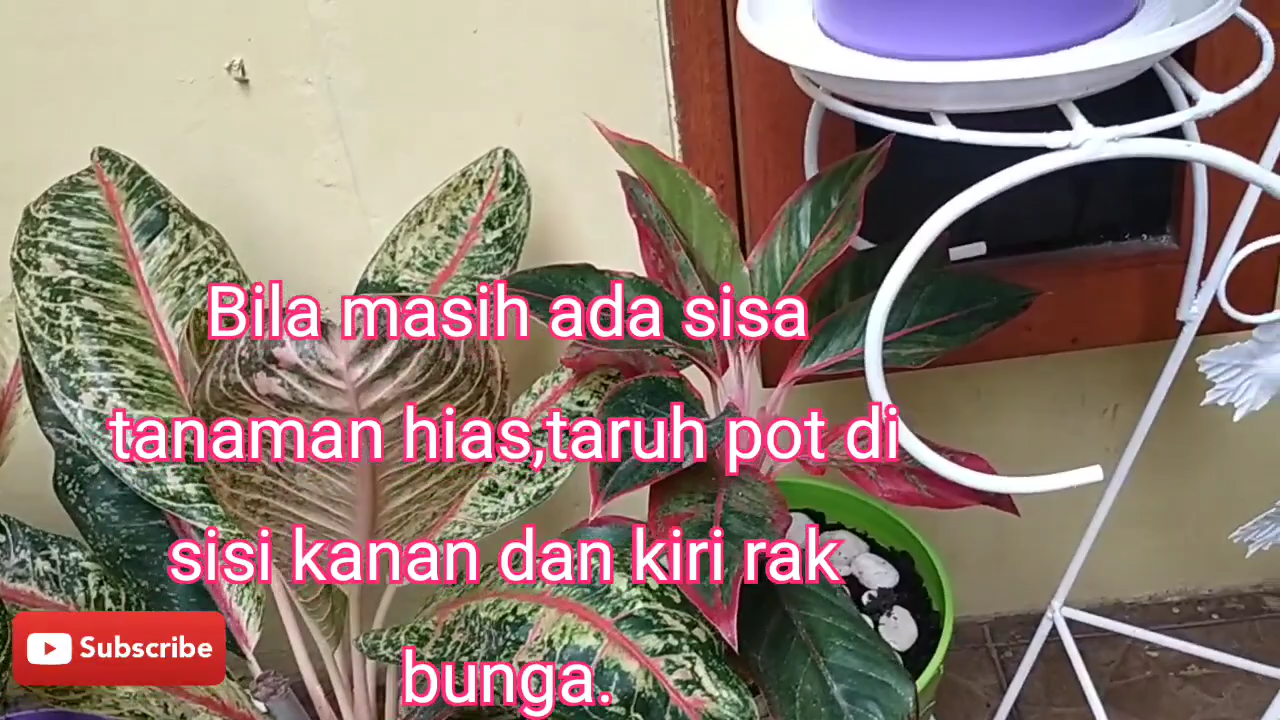 Bila masih ada sisa
tanaman hias,taruh pot di
sisi kanan dan kiri rak
bunga.
Subscribe